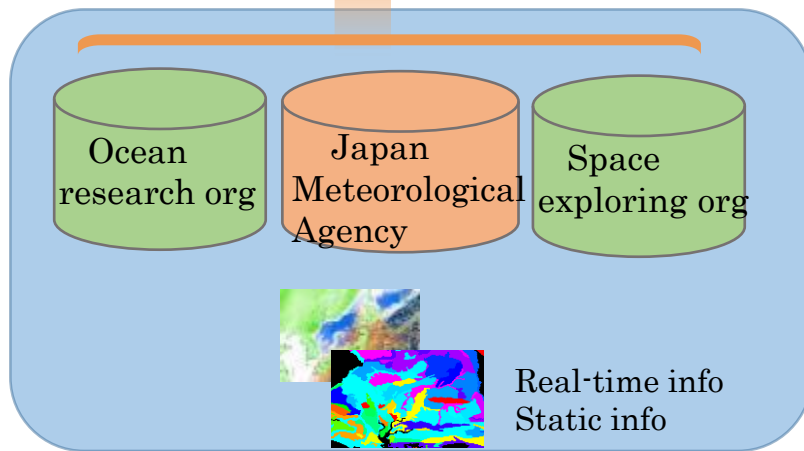 Ocean
research org
Japan
Meteorological
Agency
Space
exploring org
Real-time info
Static info